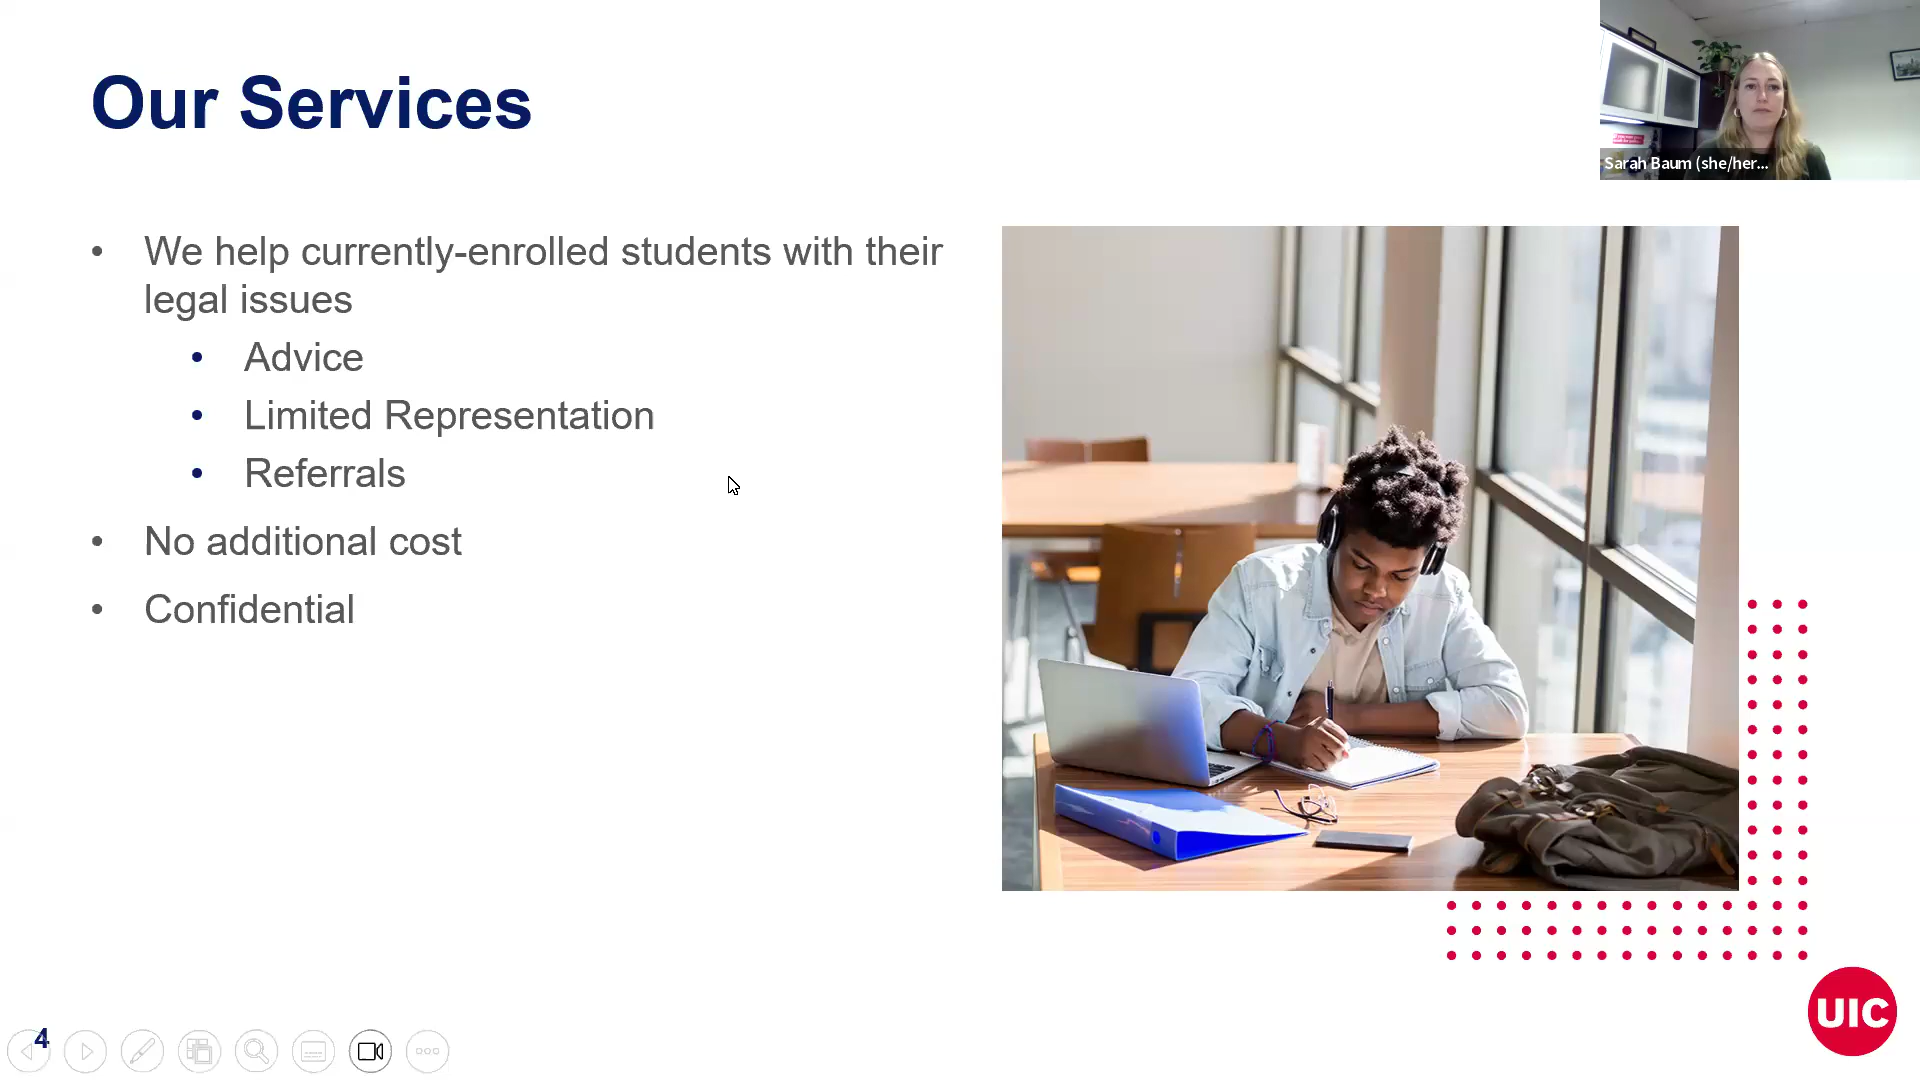 Our Services
Sarah Baum (she/her...
• We help currently-enrolled students with their
legal issues
• Advice
• Limited Representation
• Referrals
• No additional cost
• Confidential
4
UIC